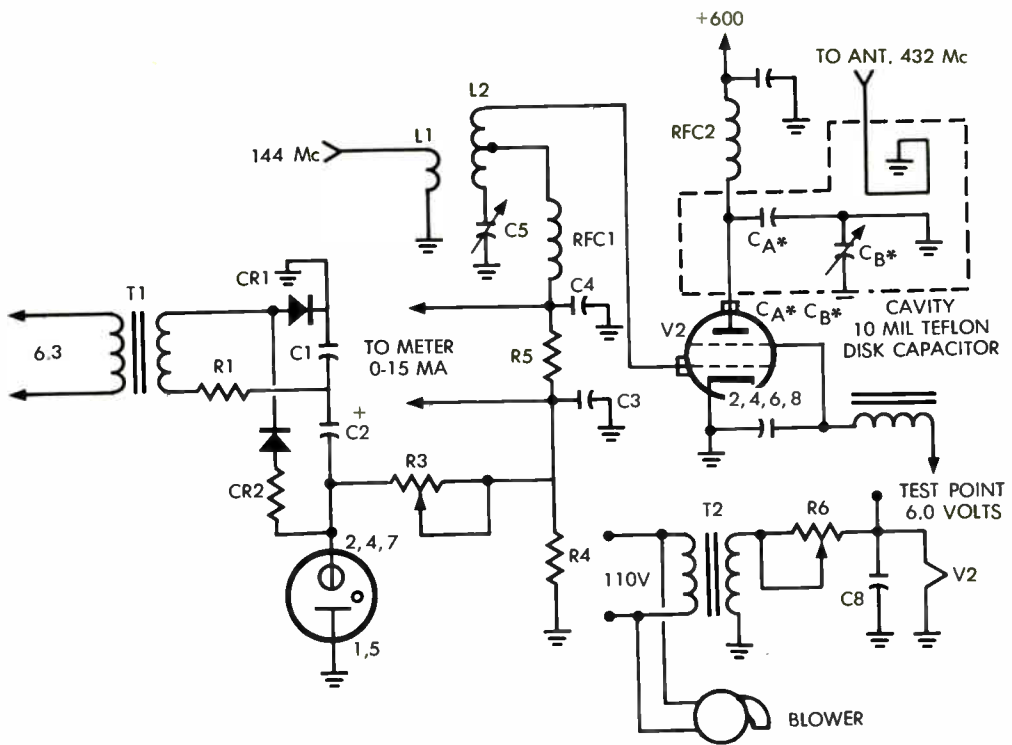 +600
TO ANT. 432 Mc
L2
RFC2
L1
144 Mc
C5
RFC1
CA*
CB*
CR1
C4
T1
CA* CB*
CAVITY
10 MIL TEFLON
DISK CAPACITOR
V2
6.3
C1
TO METER
0-15 MA
R5
R1
2, 4, 6, 8
+
C2
C3
R3
CR2
TEST POINT
6.0 VOLTS
T2
R6
2, 4, 7
R4
110V
C8
V2
1,5
BLOWER